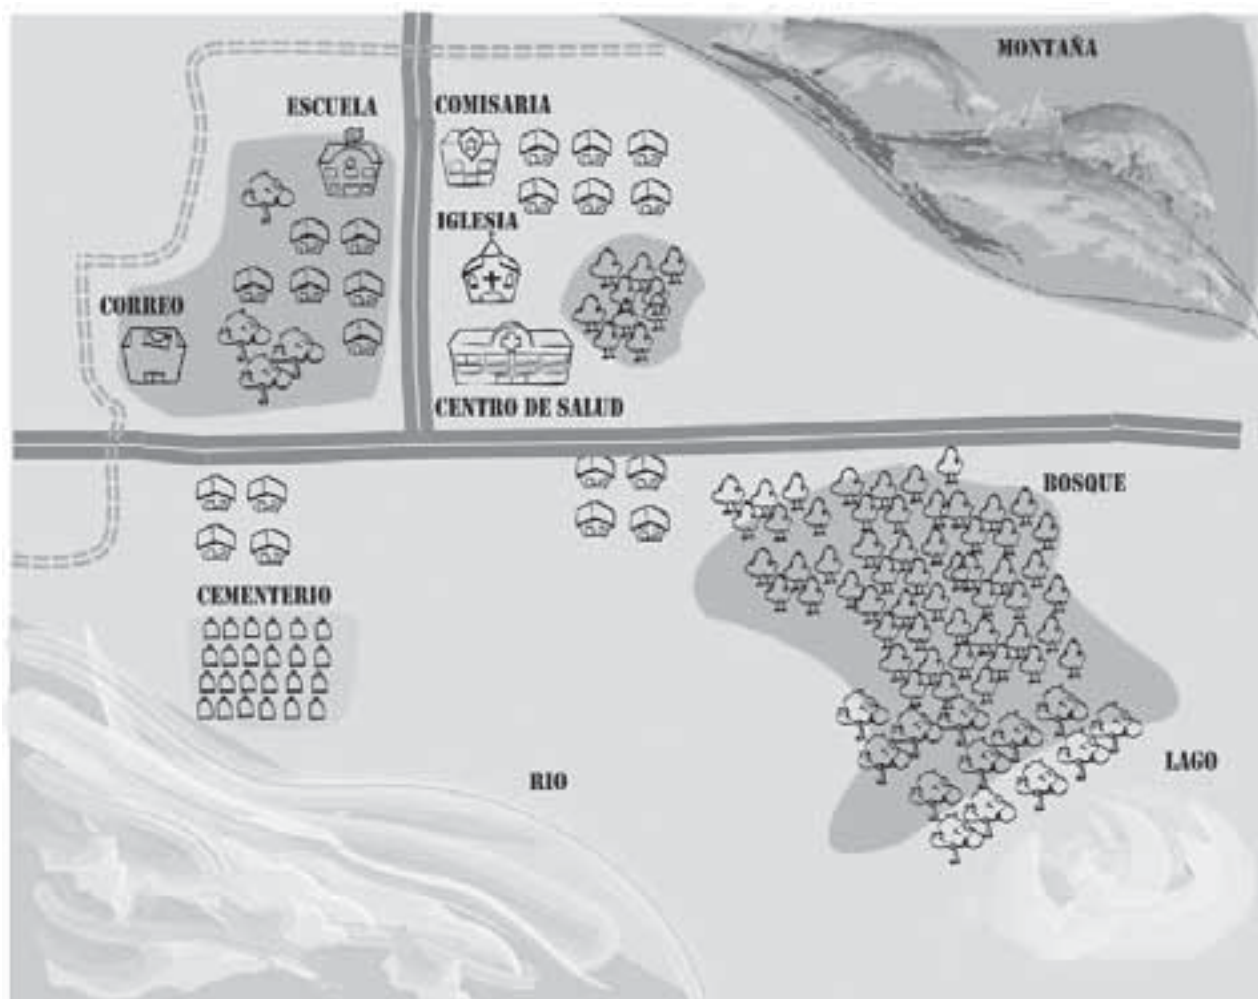 MONTAÑA
ESCUELA
COMISARIA
IGLESIA
CORREO
CENTRO DE SALUD
BOSQUE
CEMENTERIO
LAGO
RIO